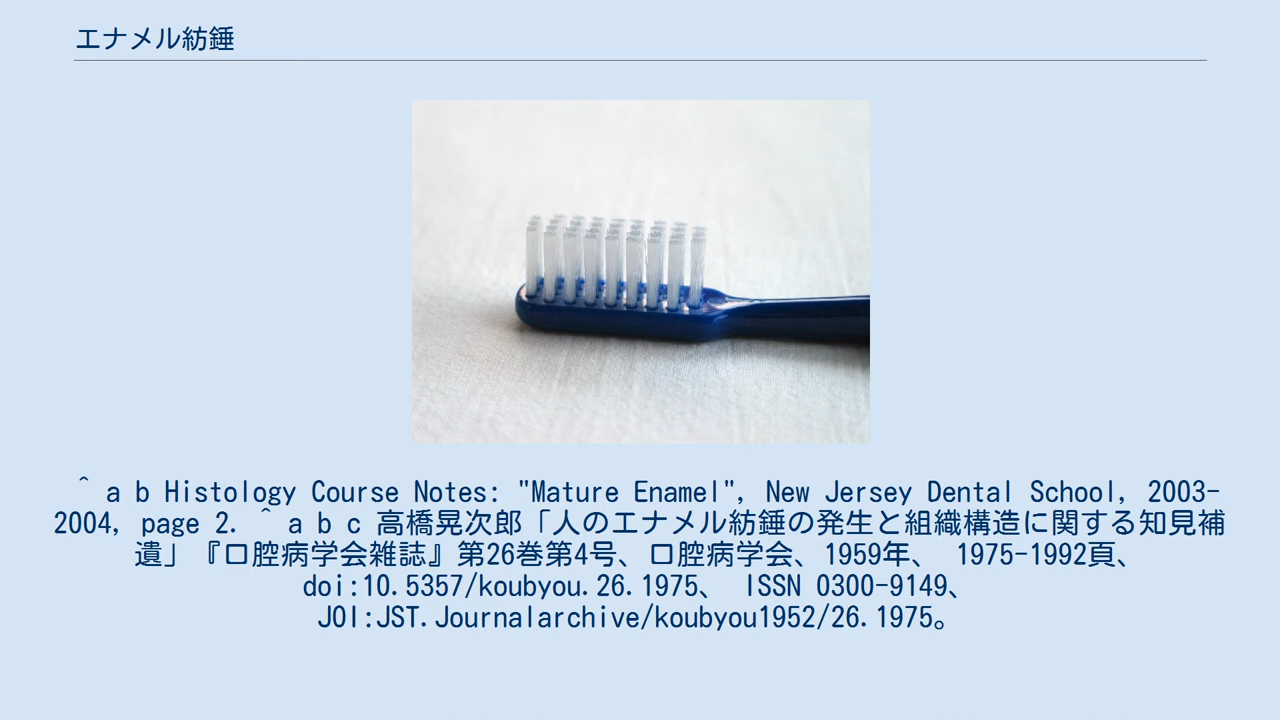 エナメル紡錘
^ a b Histology Course Notes: "Mature Enamel", New Jersey Dental School, 2003-
2004, page 2. ^ a b c 高橋晃次郎「人のエナメル紡錘の発生と組織構造に関する知見補
遺」『口腔病学会雑誌』第26巻第4号、口腔病学会、1959年、 1975-1992頁、
doi:10.5357/koubyou.26.1975、 ISSN 0300-9149、
JOI:JST.Journalarchive/koubyou1952/26.1975。